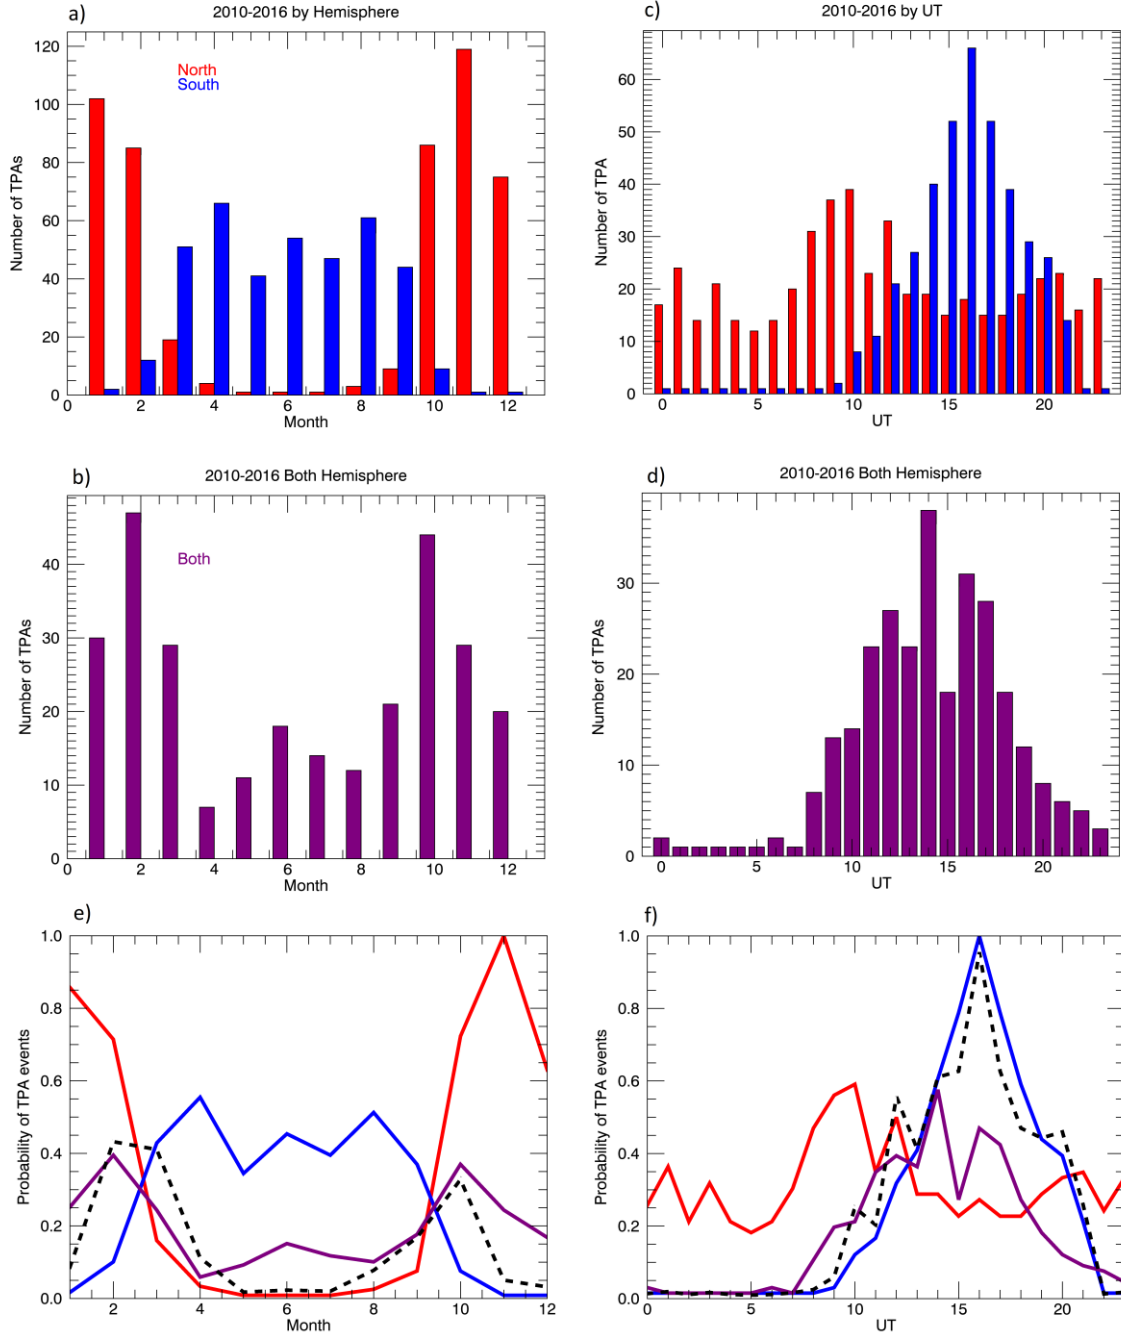 a)
2010-2016 by Hemisphere
North
South
Number of TPAs
0
20
40
60
80
100
120
0
2
4
6
8
10
12
Month
c)
2010-2016 by UT
Number of TPA
0
10
20
30
40
50
60
0
5
10
15
20
UT
b)
2010-2016 Both Hemisphere
Both
Number of TPAs
0
10
20
30
40
0
2
4
6
8
10
12
Month
d)
2010-2016 Both Hemisphere
Number of TPAs
0
10
20
30
0
5
10
15
20
UT
e)
Probability of TPA events
0.0
0.2
0.4
0.6
0.8
1.0
2
4
6
8
10
12
Month
f)
Probability of TPA events
0.0
0.2
0.4
0.6
0.8
1.0
0
5
10
15
20
UT